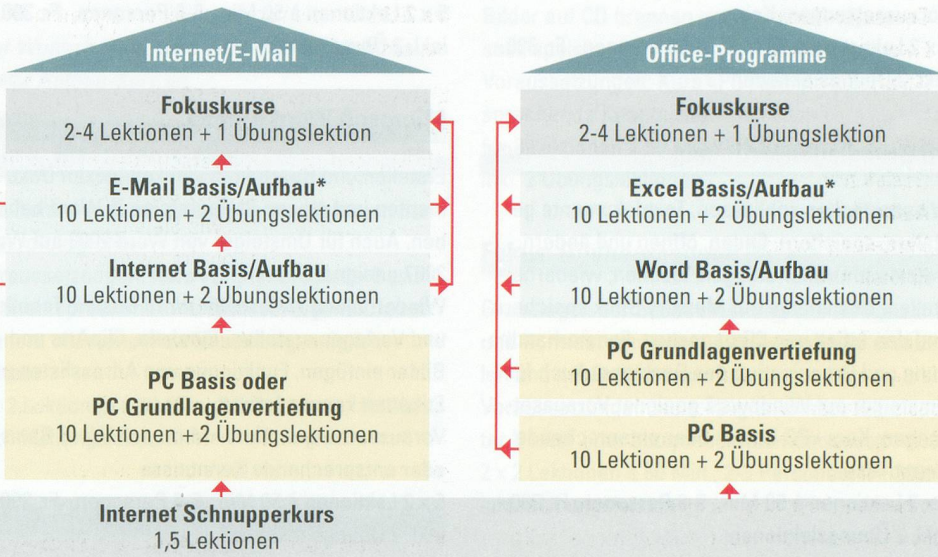 Internet/E-Mail
Fokuskurse
2-4 Lektionen + 1 Übungslektion
E-Mail Basis/Aufbau*
10 Lektionen + 2 Übungslektionen
Internet Basis/Aufbau
10 Lektionen + 2 Übungslektionen
PC Basis oder
PC Grundlagenvertiefung
10 Lektionen + 2 Übungslektionen
Internet Schnupperkurs
1,5 Lektionen
Office-Programme
Fokuskurse
2-4 Lektionen + 1 Übungslektion
Excel Basis/Aufbau*
10 Lektionen + 2 Übungslektionen
Word Basis/Aufbau
10 Lektionen + 2 Übungslektionen
PC Grundlagenvertiefung
10 Lektionen + 2 Übungslektionen
PC Basis
10 Lektionen + 2 Übungslektionen